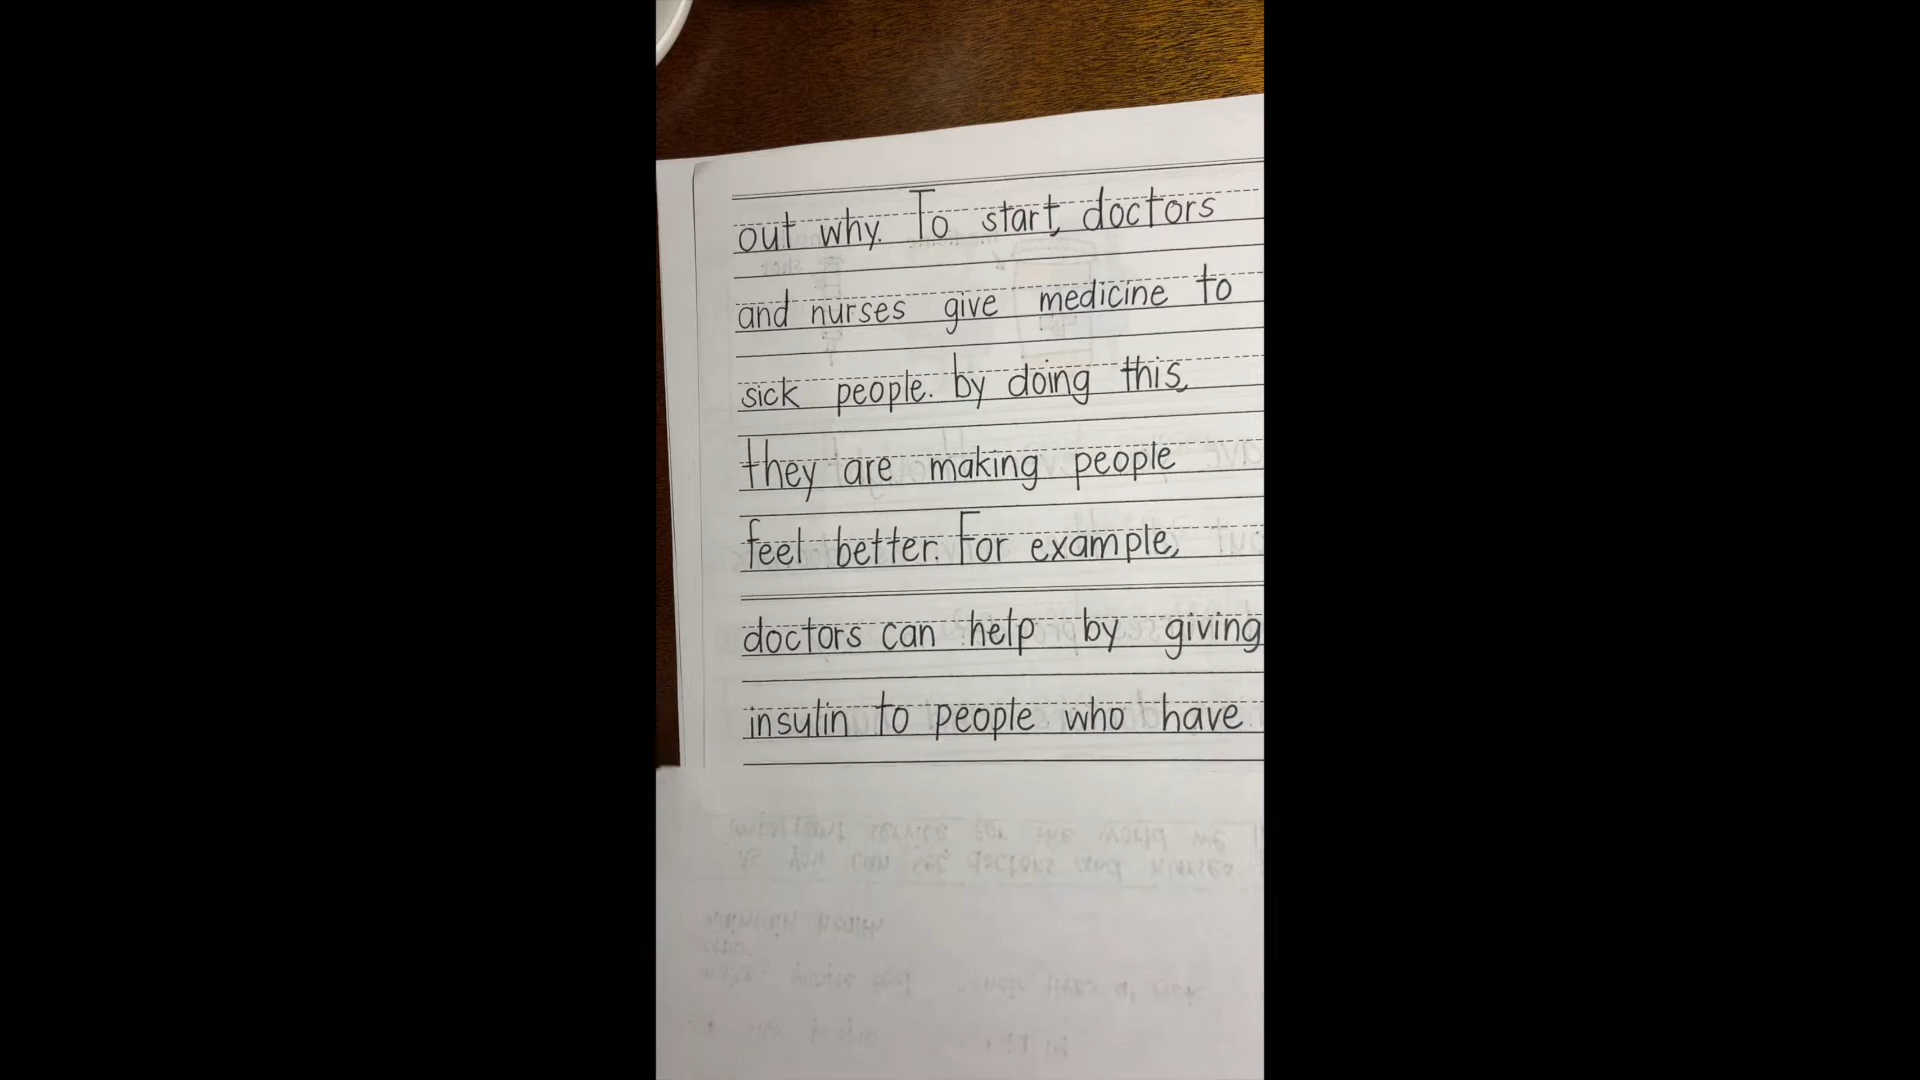 out why. To start, doctors
and nurses give medicine to
sick people. by doing this,
they are making people
feel better. For example,
doctors can help by giving
insulin to people who have